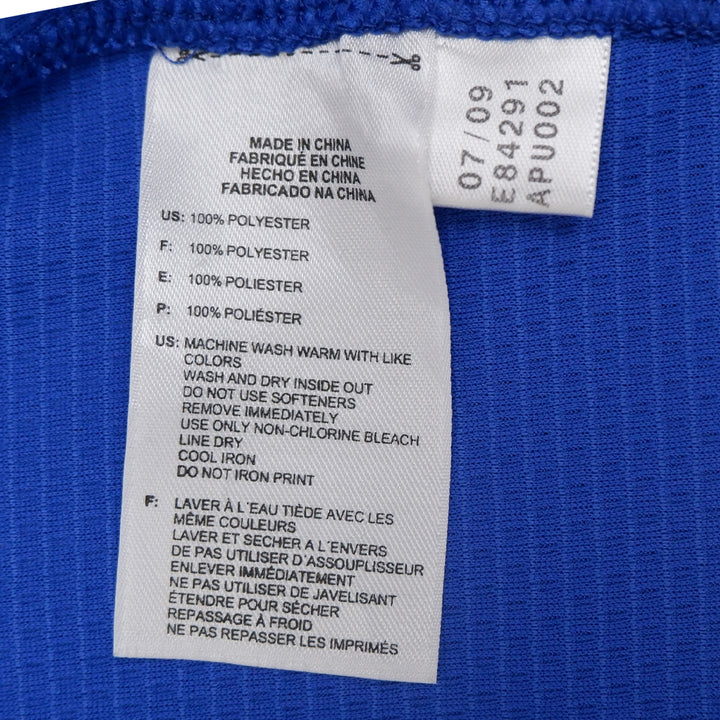 MADE IN CHINA
FABRIQUÉ EN CHINE
HECHO EN CHINA
FABRICADO NA CHINA
US: 100% POLYESTER
F: 100% POLYESTER
E: 100% POLIESTER
P: 100% POLIÉSTER
US: MACHINE WASH WARM WITH LIKE
COLORS
WASH AND DRY INSIDE OUT
DO NOT USE SOFTENERS
REMOVE IMMEDIATELY
USE ONLY NON-CHLORINE BLEACH
LINE DRY
COOL IRON
DO NOT IRON PRINT
F: LAVER À L'EAU TIÈDE AVEC LES
MÊME COULEURS
LAVER ET SECHER A L'ENVERS
DE PAS UTILISER D'ASSOUPLISSEUR
ENLEVER IMMÉDIATEMENT
NE PAS UTILISER DE JAVELISANT
ÉTENDRE POUR SÉCHER
REPASSAGE À FROID
NE PAS REPASSER LES IMPRIMÉS
07/09
E84291
APU002